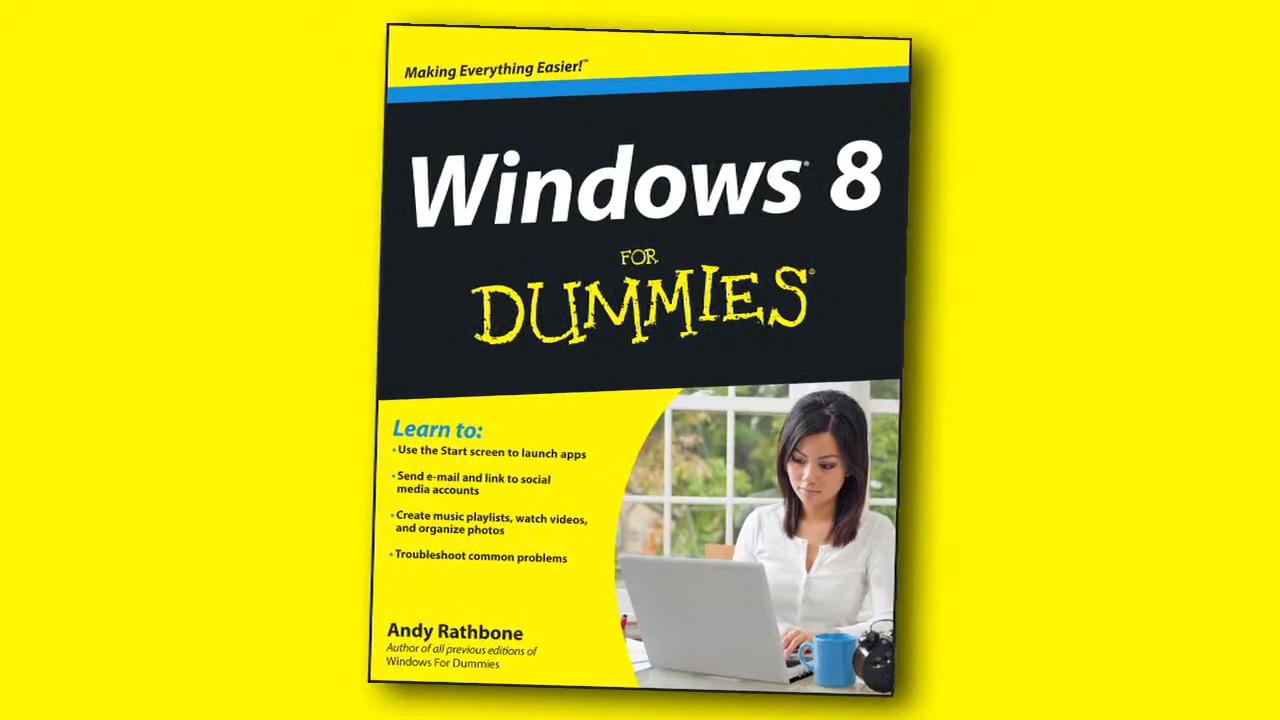 Making Everything Easier!™
Windows® 8
FOR
DUMMIES®
Learn to:
• Use the Start screen to launch apps
• Send e-mail and link to social
media accounts
• Create music playlists, watch videos,
and organize photos
• Troubleshoot common problems
Andy Rathbone
Author of all previous editions of
Windows For Dummies